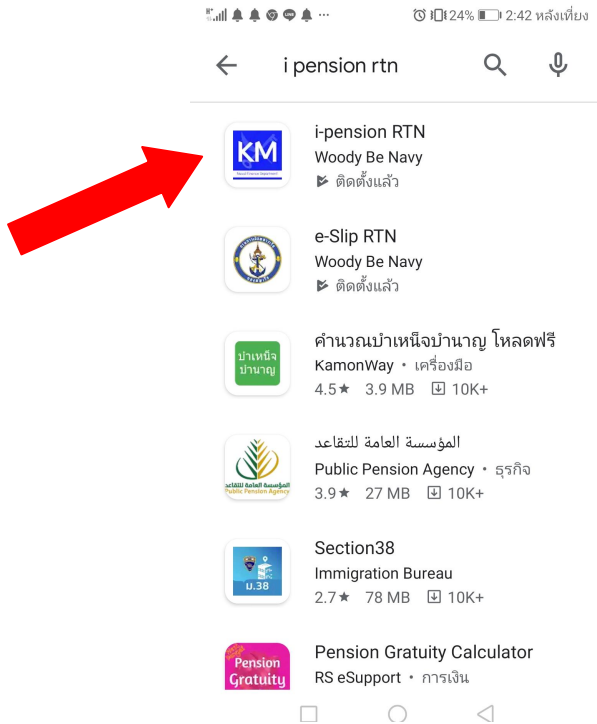 24% 2:42 หลังเที่ยง
i pension rtn
KM
i-pension RTN
Woody Be Navy
ติดตั้งแล้ว
e-Slip RTN
Woody Be Navy
ติดตั้งแล้ว
บำเหน็จ
บำนาญ
คำนวณบำเหน็จบำนาญ โหลดฟรี
KamonWay • เครื่องมือ
4.5★ 3.9 MB 10K+
المؤسسة العامة للتقاعد
Public Pension Agency
المؤسسة العامة للتقاعد
Public Pension Agency • ธุรกิจ
3.9★ 27 MB 10K+
ม.38
Section38
Immigration Bureau
2.7★ 78 MB 10K+
Pension
Gratuity
Pension Gratuity Calculator
RS eSupport • การเงิน